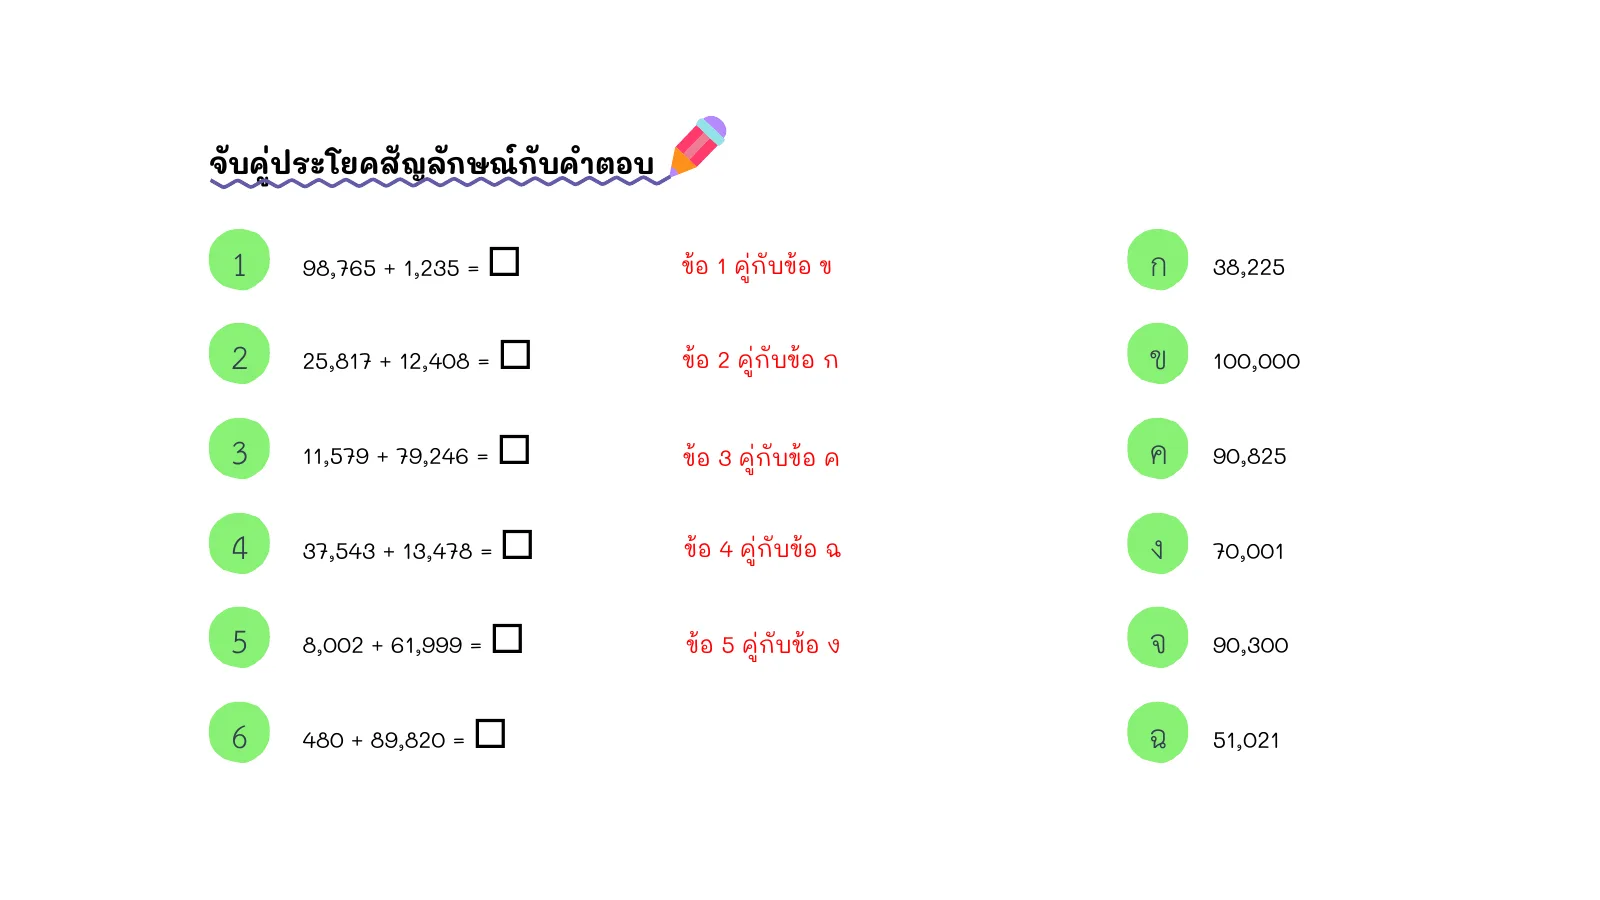 จับคู่ประโยคสัญลักษณ์กับคำตอบ
1 98,765 + 1,235 = □ ข้อ 1 คู่กับข้อ ข ก 38,225
2 25,817 + 12,408 = □ ข้อ 2 คู่กับข้อ ก ข 100,000
3 11,579 + 79,246 = □ ข้อ 3 คู่กับข้อ ค ค 90,825
4 37,543 + 13,478 = □ ข้อ 4 คู่กับข้อ ฉ ง 70,001
5 8,002 + 61,999 = □ ข้อ 5 คู่กับข้อ ง จ 90,300
6 480 + 89,820 = □ ฉ 51,021